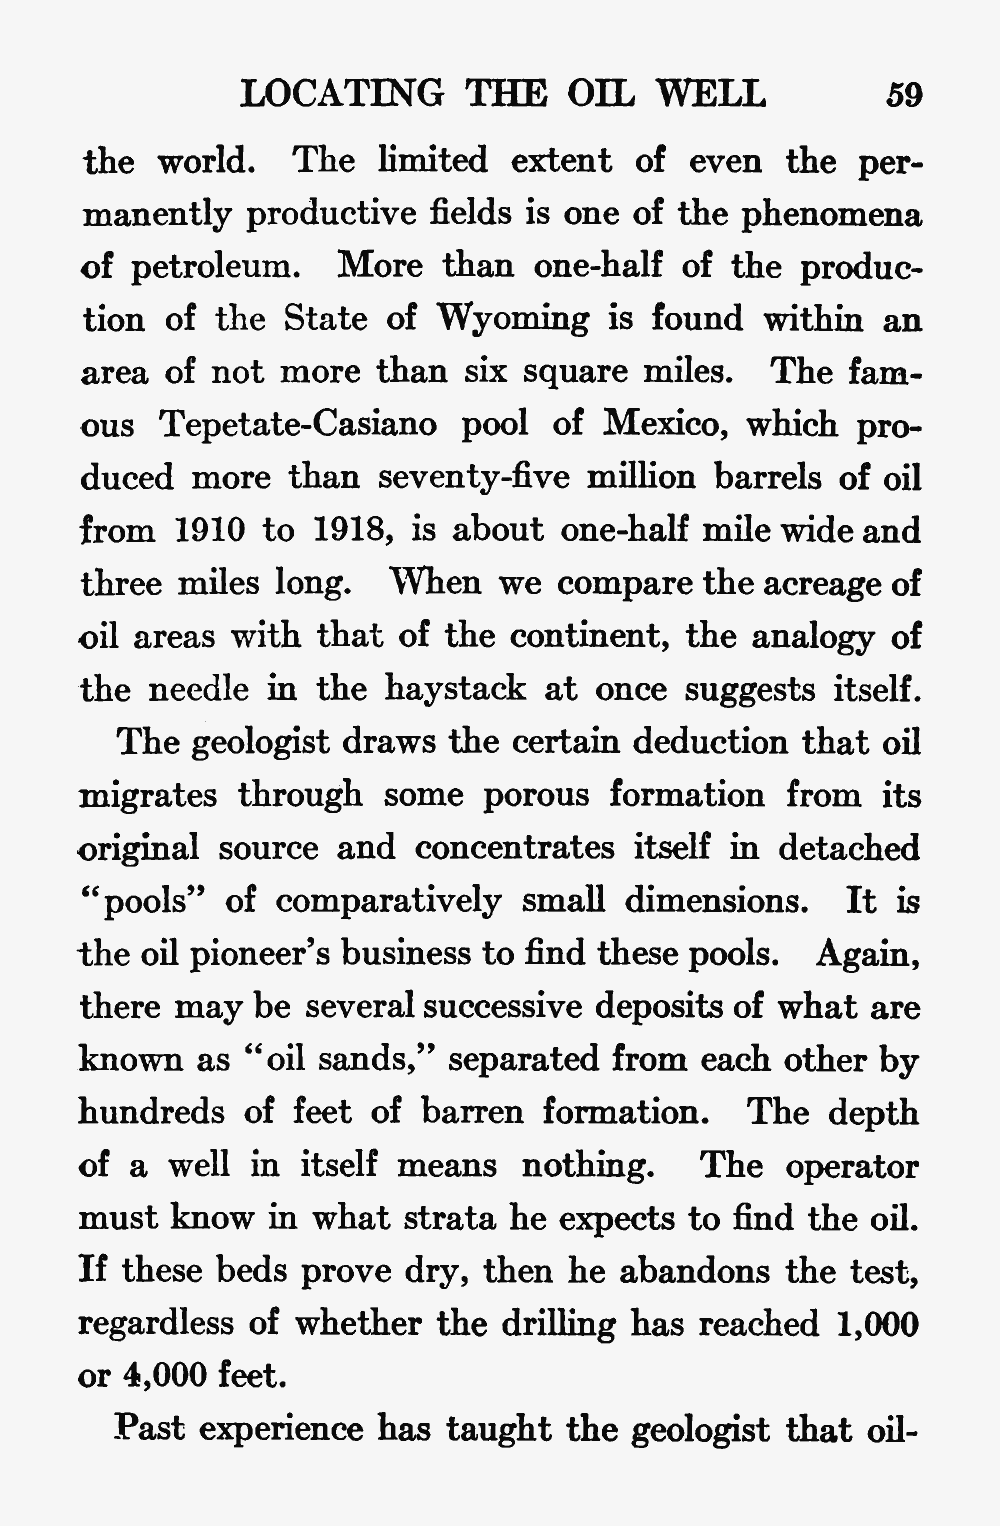 LOCATING THE OIL WELL 59
the world. The limited extent of even the per-
manently productive fields is one of the phenomena
of petroleum. More than one-half of the produc-
tion of the State of Wyoming is found within an
area of not more than six square miles. The fam-
ous Tepetate-Casiano pool of Mexico, which pro-
duced more than seventy-five million barrels of oil
from 1910 to 1918, is about one-half mile wide and
three miles long. When we compare the acreage of
oil areas with that of the continent, the analogy of
the needle in the haystack at once suggests itself.
The geologist draws the certain deduction that oil
migrates through some porous formation from its
original source and concentrates itself in detached
“pools” of comparatively small dimensions. It is
the oil pioneer’s business to find these pools. Again,
there may be several successive deposits of what are
known as “oil sands,” separated from each other by
hundreds of feet of barren formation. The depth
of a well in itself means nothing. The operator
must know in what strata he expects to find the oil.
If these beds prove dry, then he abandons the test,
regardless of whether the drilling has reached 1,000
or 4,000 feet.
Past experience has taught the geologist that oil-